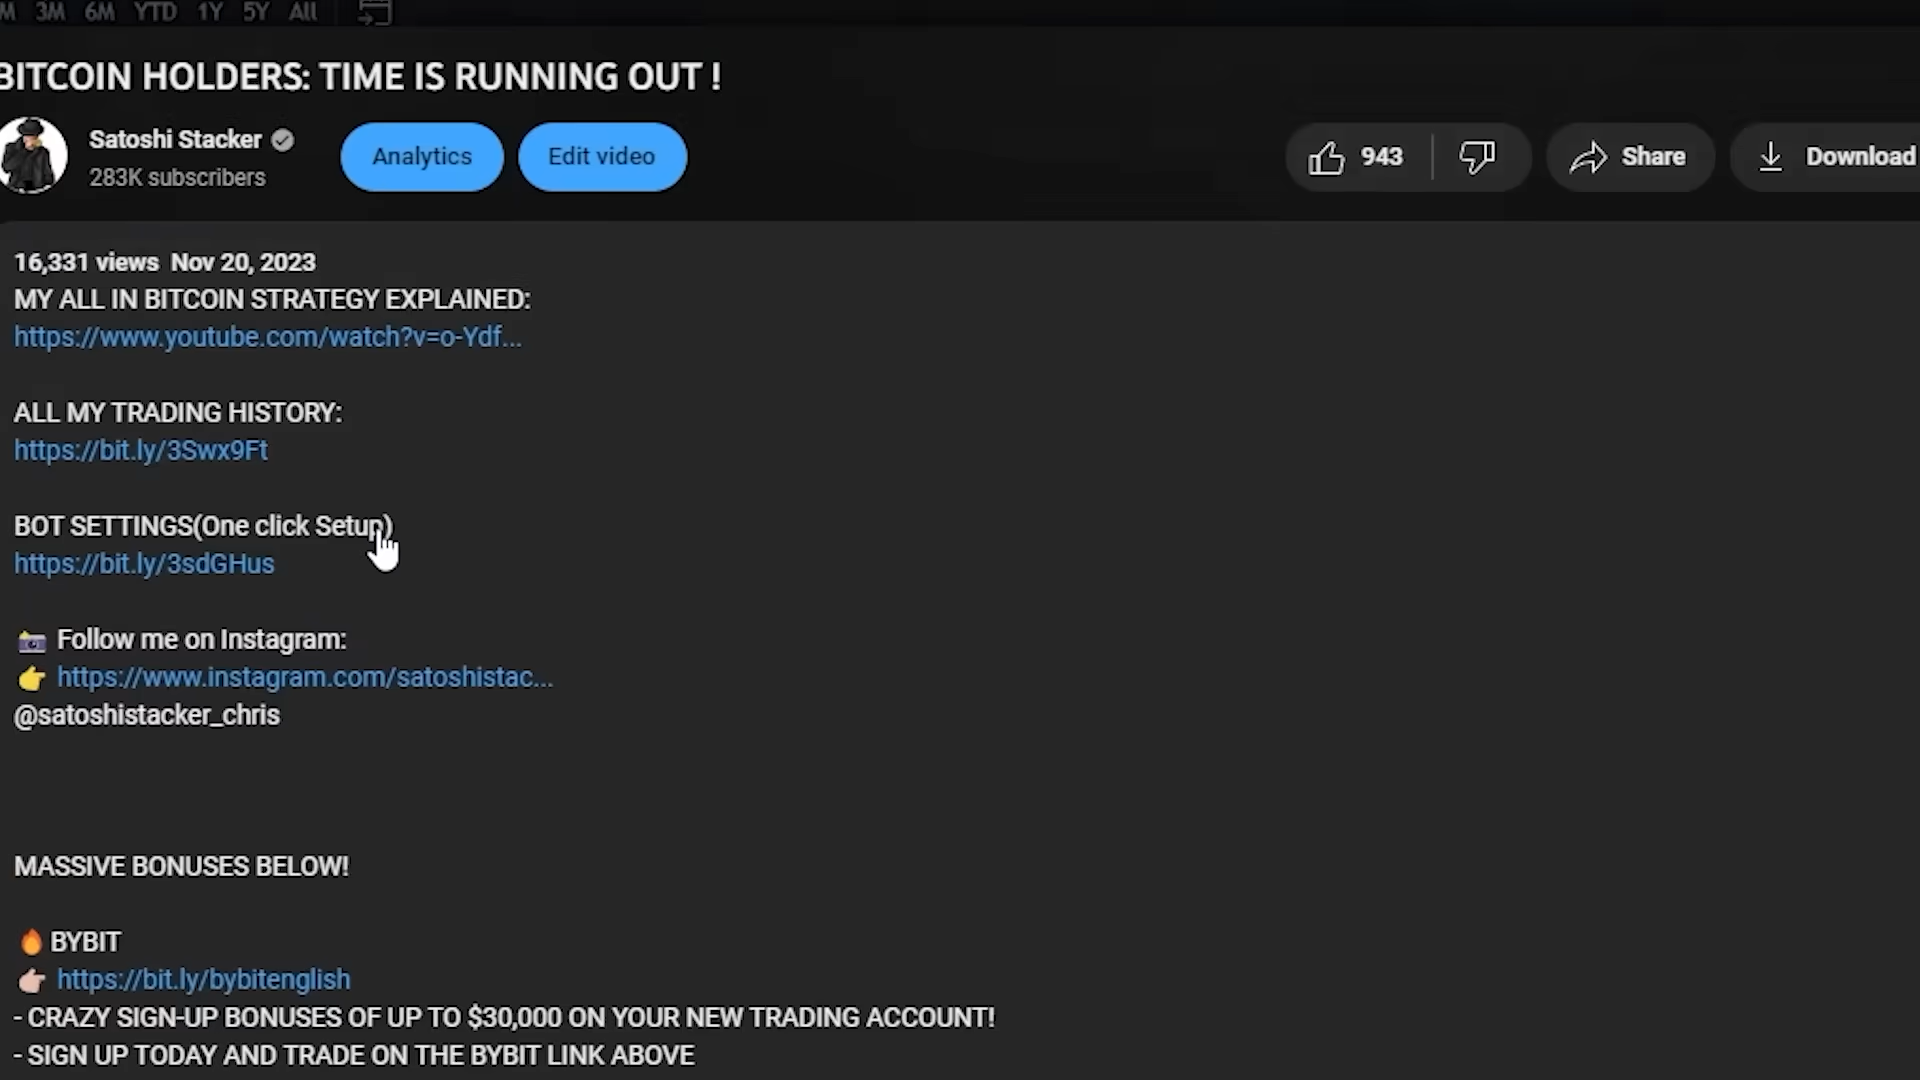 M 3M 6M YTD 1Y 5Y All
BITCOIN HOLDERS: TIME IS RUNNING OUT !
Satoshi Stacker
283K subscribers
Analytics
Edit video
943
Share
Download
16,331 views Nov 20, 2023
MY ALL IN BITCOIN STRATEGY EXPLAINED:
https://www.youtube.com/watch?v=o-Ydf...
ALL MY TRADING HISTORY:
https://bit.ly/3Swx9Ft
BOT SETTINGS(One click Setup)
https://bit.ly/3sdGHus
📷 Follow me on Instagram:
👉 https://www.instagram.com/satoshistac...
@satoshistacker_chris
MASSIVE BONUSES BELOW!
🔥 BYBIT
👉🏻 https://bit.ly/bybitenglish
- CRAZY SIGN-UP BONUSES OF UP TO $30,000 ON YOUR NEW TRADING ACCOUNT!
- SIGN UP TODAY AND TRADE ON THE BYBIT LINK ABOVE